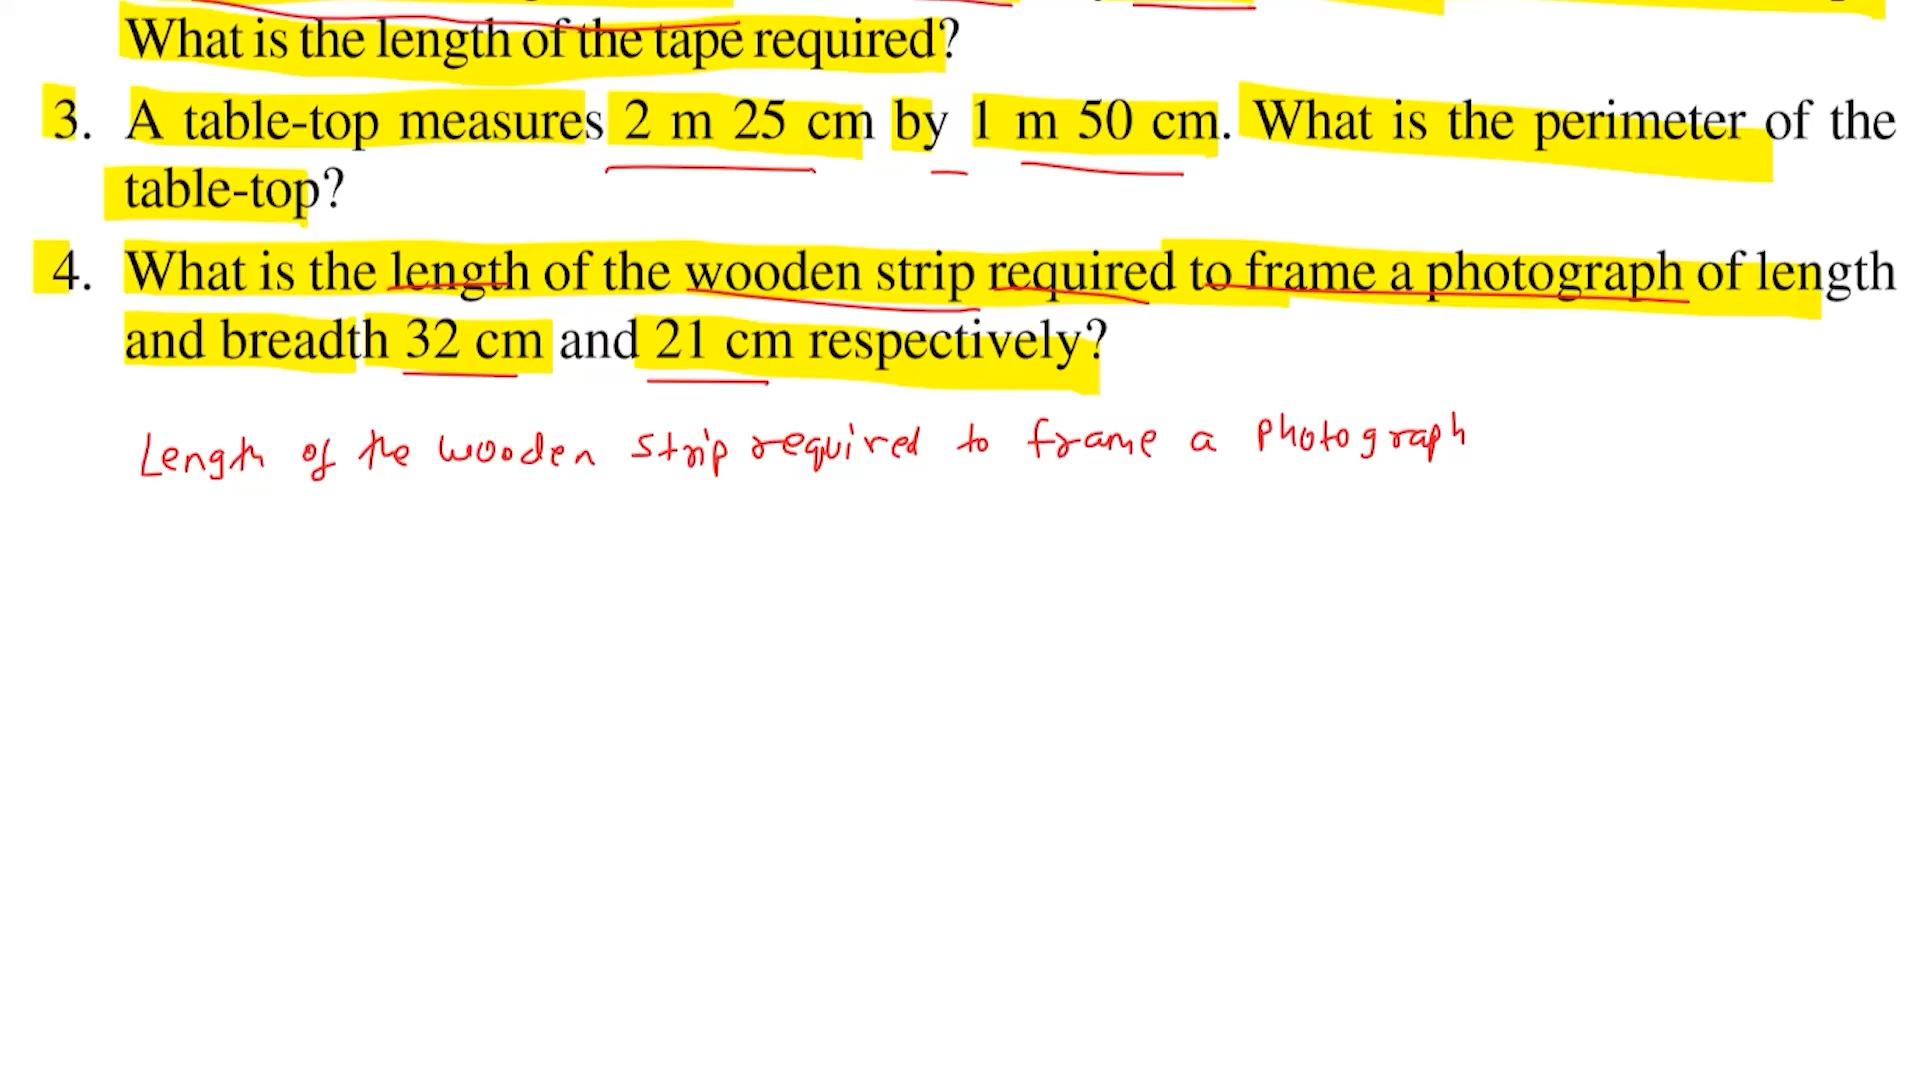 What is the length of the tape required?
3. A table-top measures 2 m 25 cm by 1 m 50 cm. What is the perimeter of the
table-top?
4. What is the length of the wooden strip required to frame a photograph of length
and breadth 32 cm and 21 cm respectively?
Length of the wooden strip required to frame a photograph